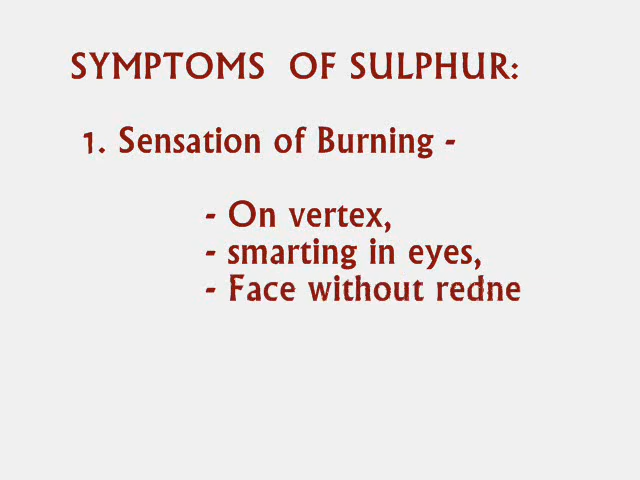 SYMPTOMS OF SULPHUR:
1. Sensation of Burning -
- On vertex,
- smarting in eyes,
- Face without redne